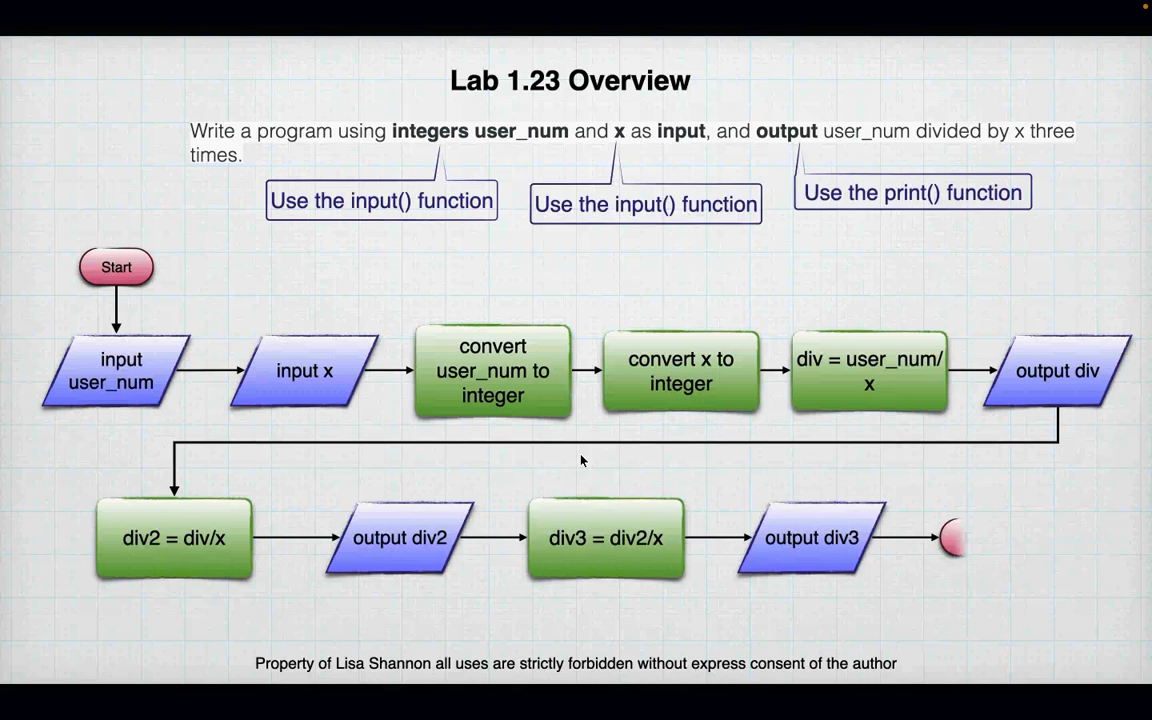 Lab 1.23 Overview
Write a program using integers user_num and x as input, and output user_num divided by x three
times.
Use the input() function
Use the input() function
Use the print() function
Start
input
user_num
input x
convert
user_num to
integer
convert x to
integer
div = user_num/
x
output div
div2 = div/x
output div2
div3 = div2/x
output div3
Property of Lisa Shannon all uses are strictly forbidden without express consent of the author